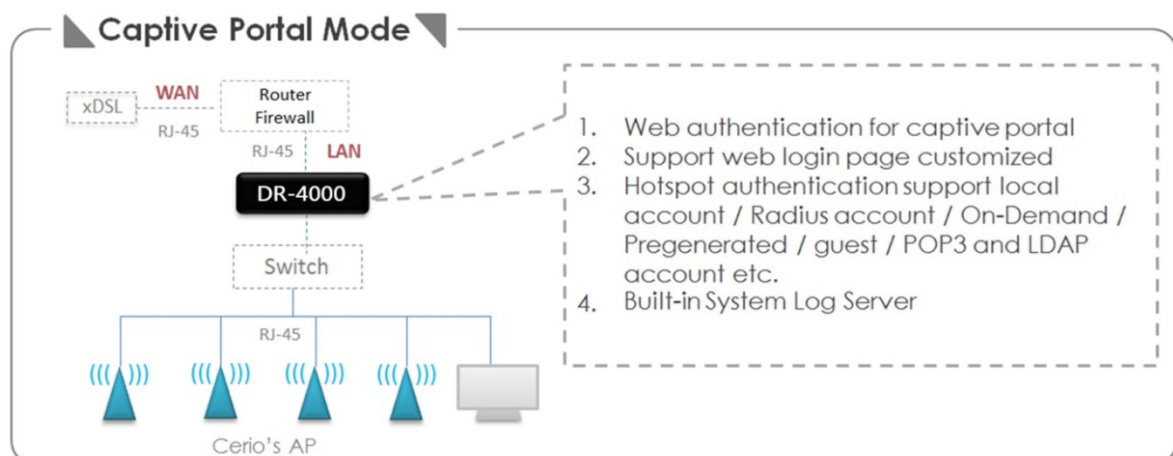 Captive Portal Mode
xDSL
WAN
RJ-45
Router
Firewall
RJ-45
LAN
DR-4000
Switch
RJ-45
Cerio's AP
1. Web authentication for captive portal
2. Support web login page customized
3. Hotspot authentication support local
account / Radius account / On-Demand /
Pregenerated / guest / POP3 and LDAP
account etc.
4. Built-in System Log Server